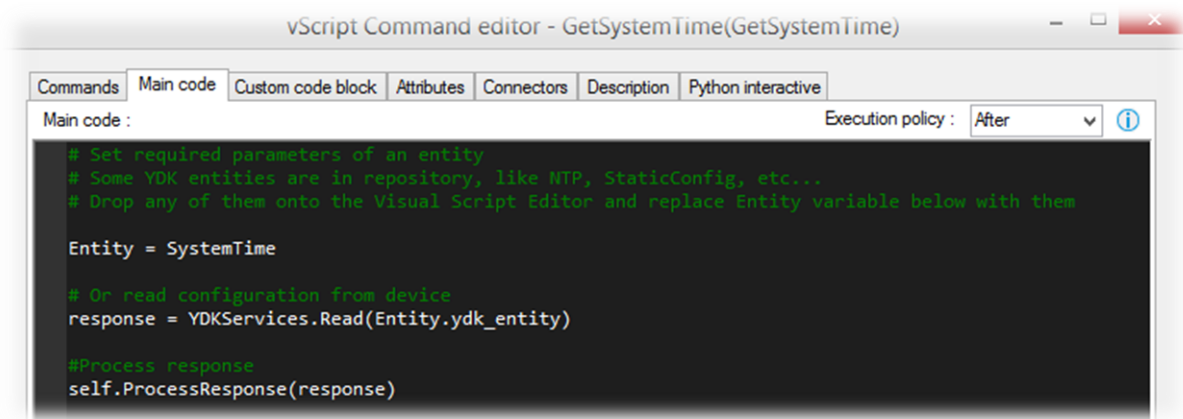 vScript Command editor - GetSystemTime(GetSystemTime)
Commands Main code Custom code block Attributes Connectors Description Python interactive
Main code : Execution policy : After
# Set required parameters of an entity
# Some YDK entities are in repository, like NTP, StaticConfig, etc...
# Drop any of them onto the Visual Script Editor and replace Entity variable below with them
Entity = SystemTime
# Or read configuration from device
response = YDKServices.Read(Entity.ydk_entity)
#Process response
self.ProcessResponse(response)